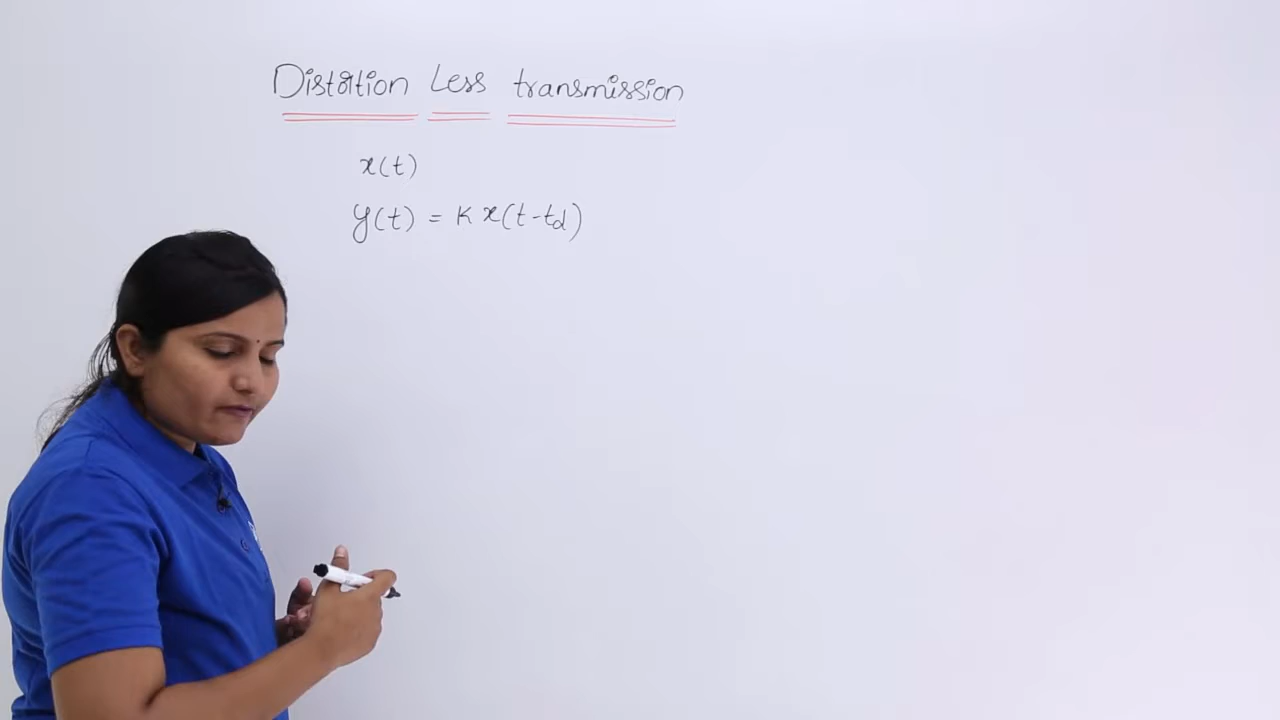 Distortion Less transmission
x(t)
y(t) = K x(t-td)